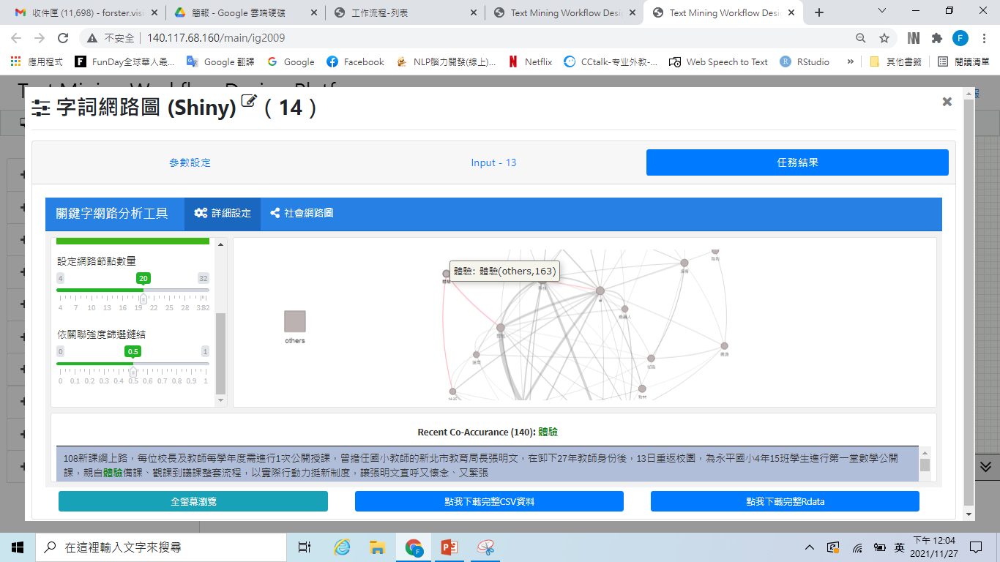 收件匣 (11,698) - forster.visi
簡報 - Google 雲端硬碟
工作流程-列表
Text Mining Workflow Desi
Text Mining Workflow Desi
不安全 | 140.117.68.160/main/ig2009
應用程式
FunDay全球華人最...
Google 翻譯
Google
Facebook
NLP腦力開發(線上)...
Netflix
CCtalk-专业外教-...
Web Speech to Text
RStudio
»
其他書籤
閱讀清單
字詞網路圖 (Shiny) ( 14 )
參數設定
Input - 13
任務結果
關鍵字網路分析工具
詳細設定
社會網路圖
設定網路節點數量
4 20 32
4 7 10 13 16 19 22 25 28 31 32
依關聯強度篩選鏈結
0 0.5 1
0 0.1 0.2 0.3 0.4 0.5 0.6 0.7 0.8 0.9 1
others
體驗: 體驗(others,163)
科技
機器人
教材
Recent Co-Accurance (140): 體驗
108新課綱上路，每位校長及教師每學年度需進行1次公開授課，曾擔任國小教師的新北市教育局長張明文，在卸下27年教師身份後，13日重返校園，為永平國小4年15班學生進行第一堂數學公開
課，親自體驗備課、觀課到議課整套流程，以實際行動力挺新制度，讓張明文直呼又懷念、又緊張
全螢幕瀏覽
點我下載完整CSV資料
點我下載完整Rdata
在這裡輸入文字來搜尋
英
下午 12:04
2021/11/27